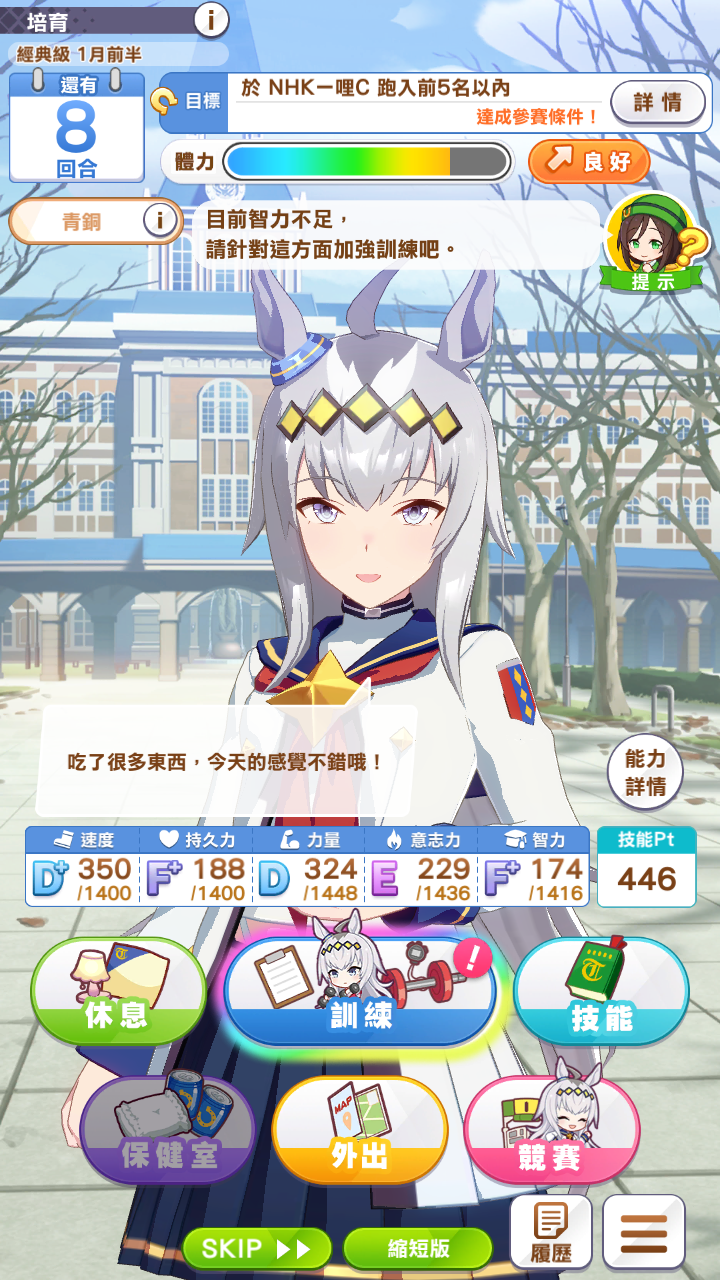 培育 i
經典級 1月前半
還有
8
回合
目標
於 NHK一哩C 跑入前5名以內
達成參賽條件！
詳情
體力
良好
青銅 i
目前智力不足，
請針對這方面加強訓練吧。
提示
吃了很多東西，今天的感覺不錯哦！
能力
詳情
速度 持久力 力量 意志力 智力 技能Pt
D+ 350 /1400 F+ 188 /1400 D 324 /1448 E 229 /1436 F+ 174 /1416 446
休息 訓練 ! 技能
保健室 MAP 外出 競賽
SKIP 縮短版 履歷